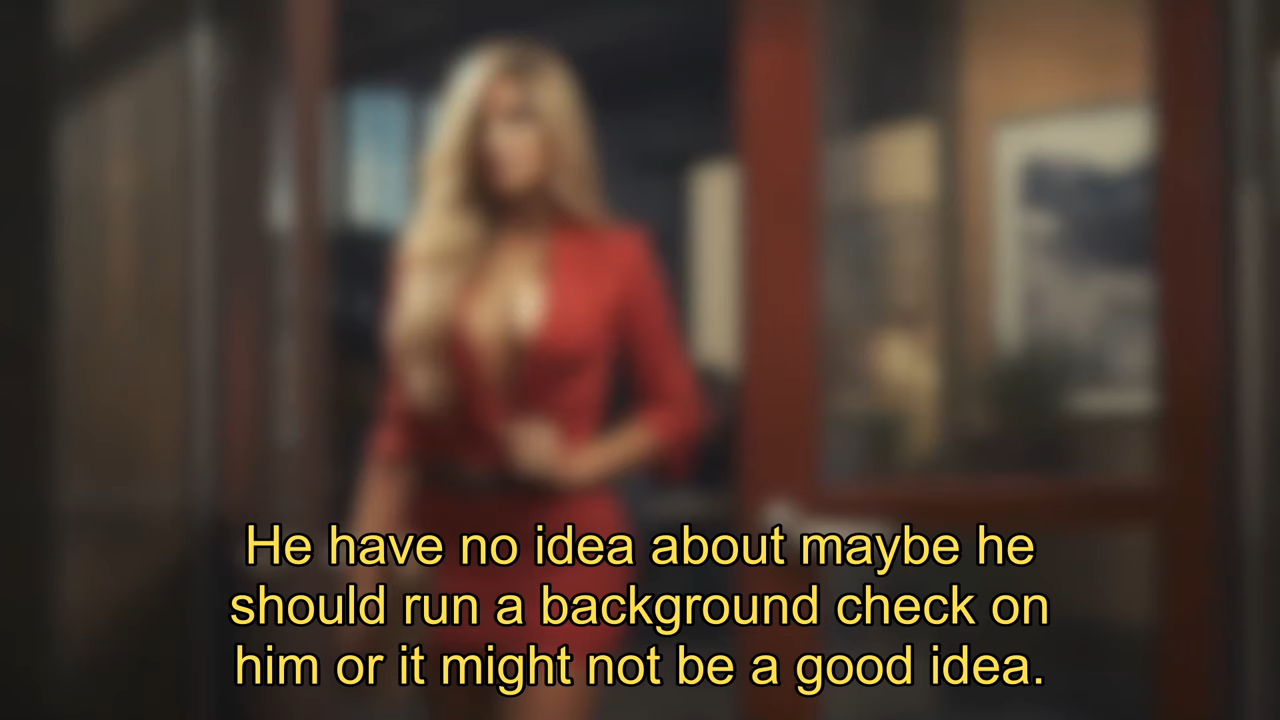 He have no idea about maybe he
should run a background check on
him or it might not be a good idea.